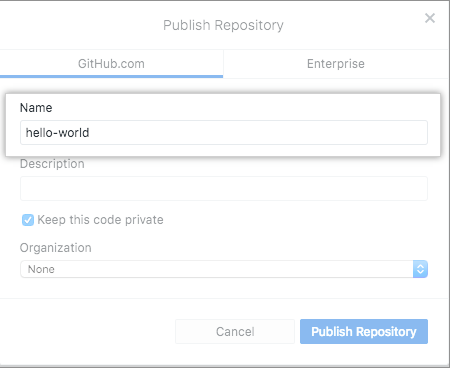 Publish Repository
GitHub.com
Enterprise
Name
hello-world
Description
Keep this code private
Organization
None
Cancel
Publish Repository